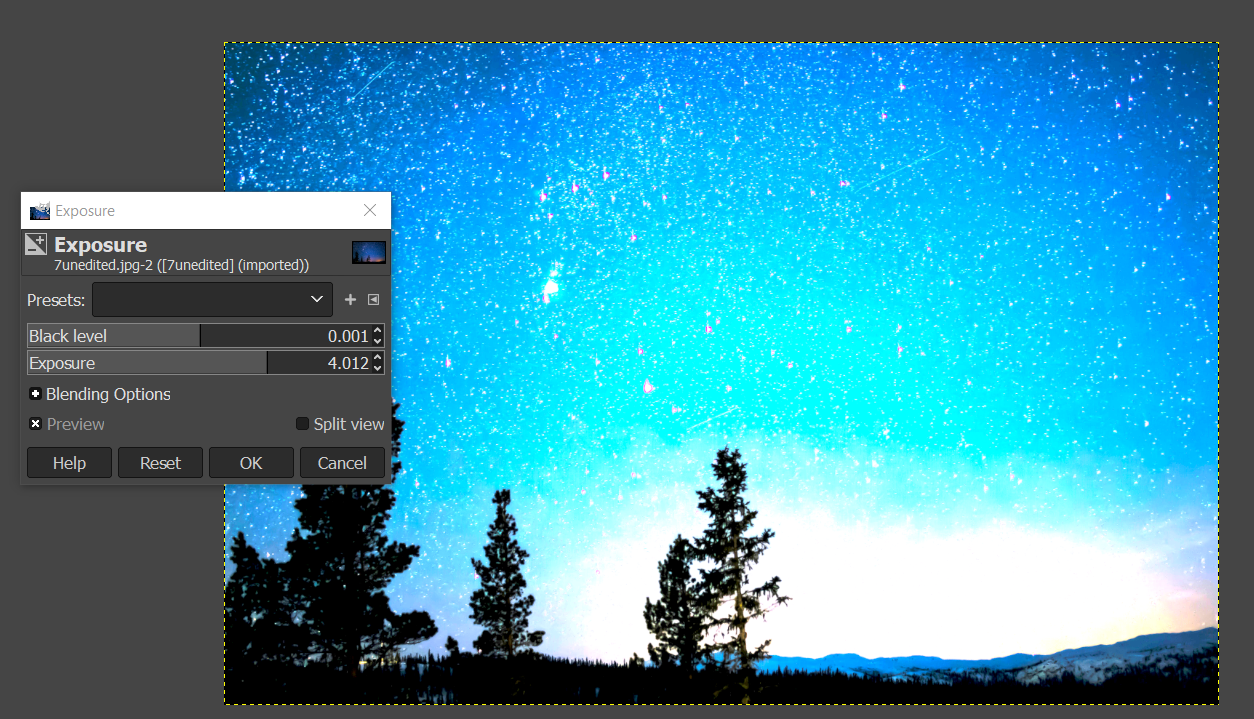 Exposure
Exposure
7unedited.jpg-2 ([7unedited] (imported))
Presets:
Black level 0.001
Exposure 4.012
Blending Options
Preview Split view
Help Reset OK Cancel